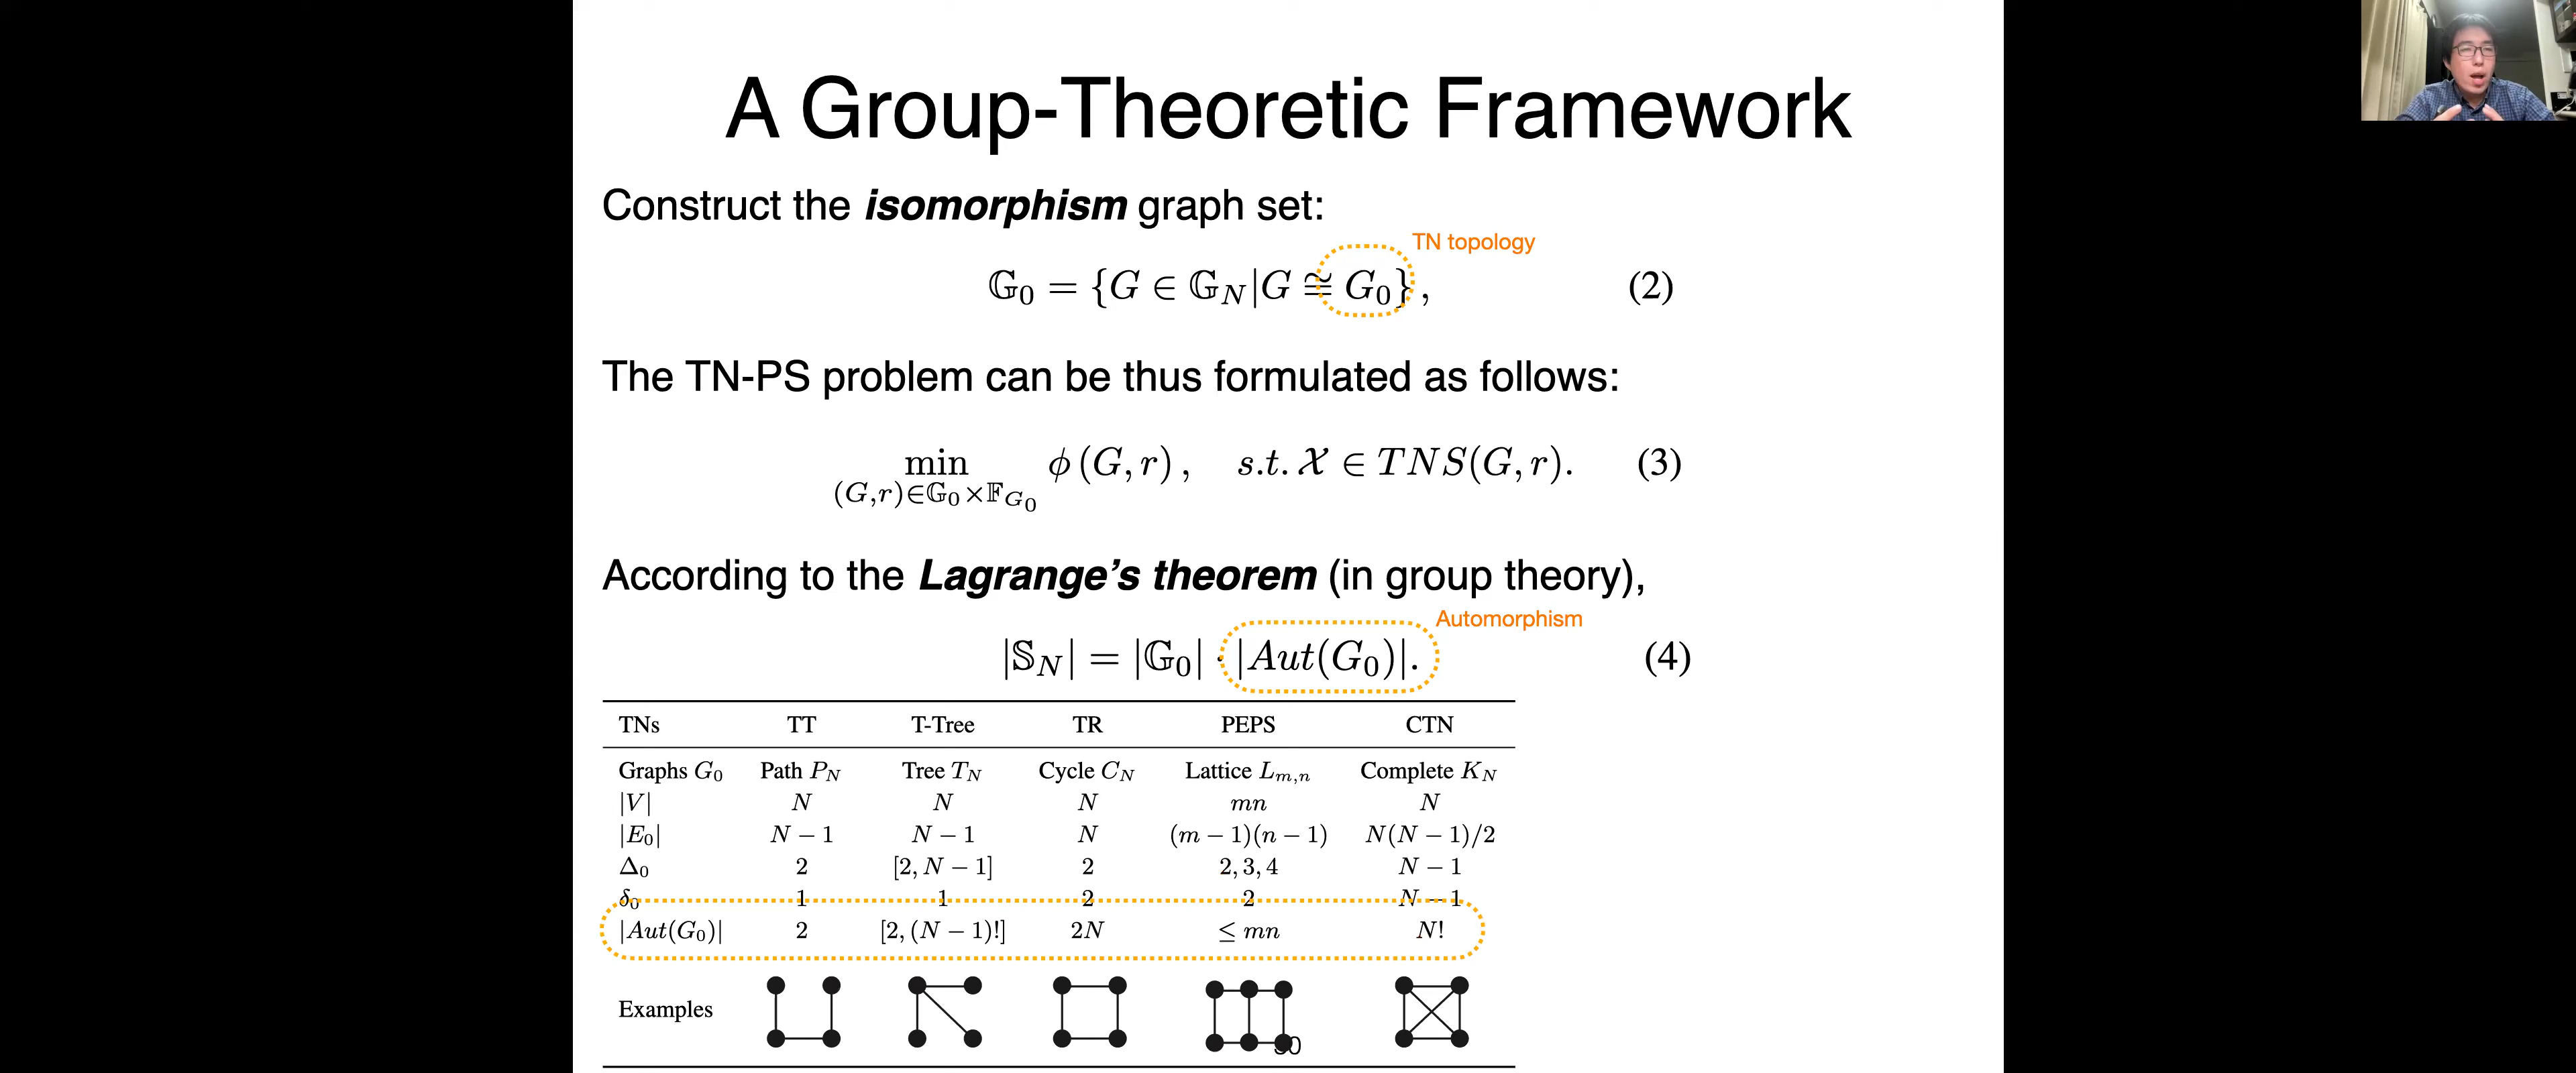 A Group-Theoretic Framework
Construct the isomorphism graph set:
TN topology
𝔾₀ = {G ∈ 𝔾_N | G ≅ G₀}, (2)
The TN-PS problem can be thus formulated as follows:
min_{(G,r)∈𝔾₀×𝔽_{G₀}} ϕ (G, r) , s.t. 𝒳 ∈ TNS(G, r). (3)
According to the Lagrange's theorem (in group theory),
Automorphism
|𝕊_N| = |𝔾₀| · |Aut(G₀)|. (4)
TNs TT T-Tree TR PEPS CTN
Graphs G₀ Path P_N Tree T_N Cycle C_N Lattice L_{m,n} Complete K_N
|V| N N N mn N
|E₀| N − 1 N − 1 N (m − 1)(n − 1) N(N − 1)/2
Δ₀ 2 [2, N − 1] 2 2, 3, 4 N − 1
δ₀ 1 1 2 2 N − 1
|Aut(G₀)| 2 [2, (N − 1)!] 2N ≤ mn N!
Examples